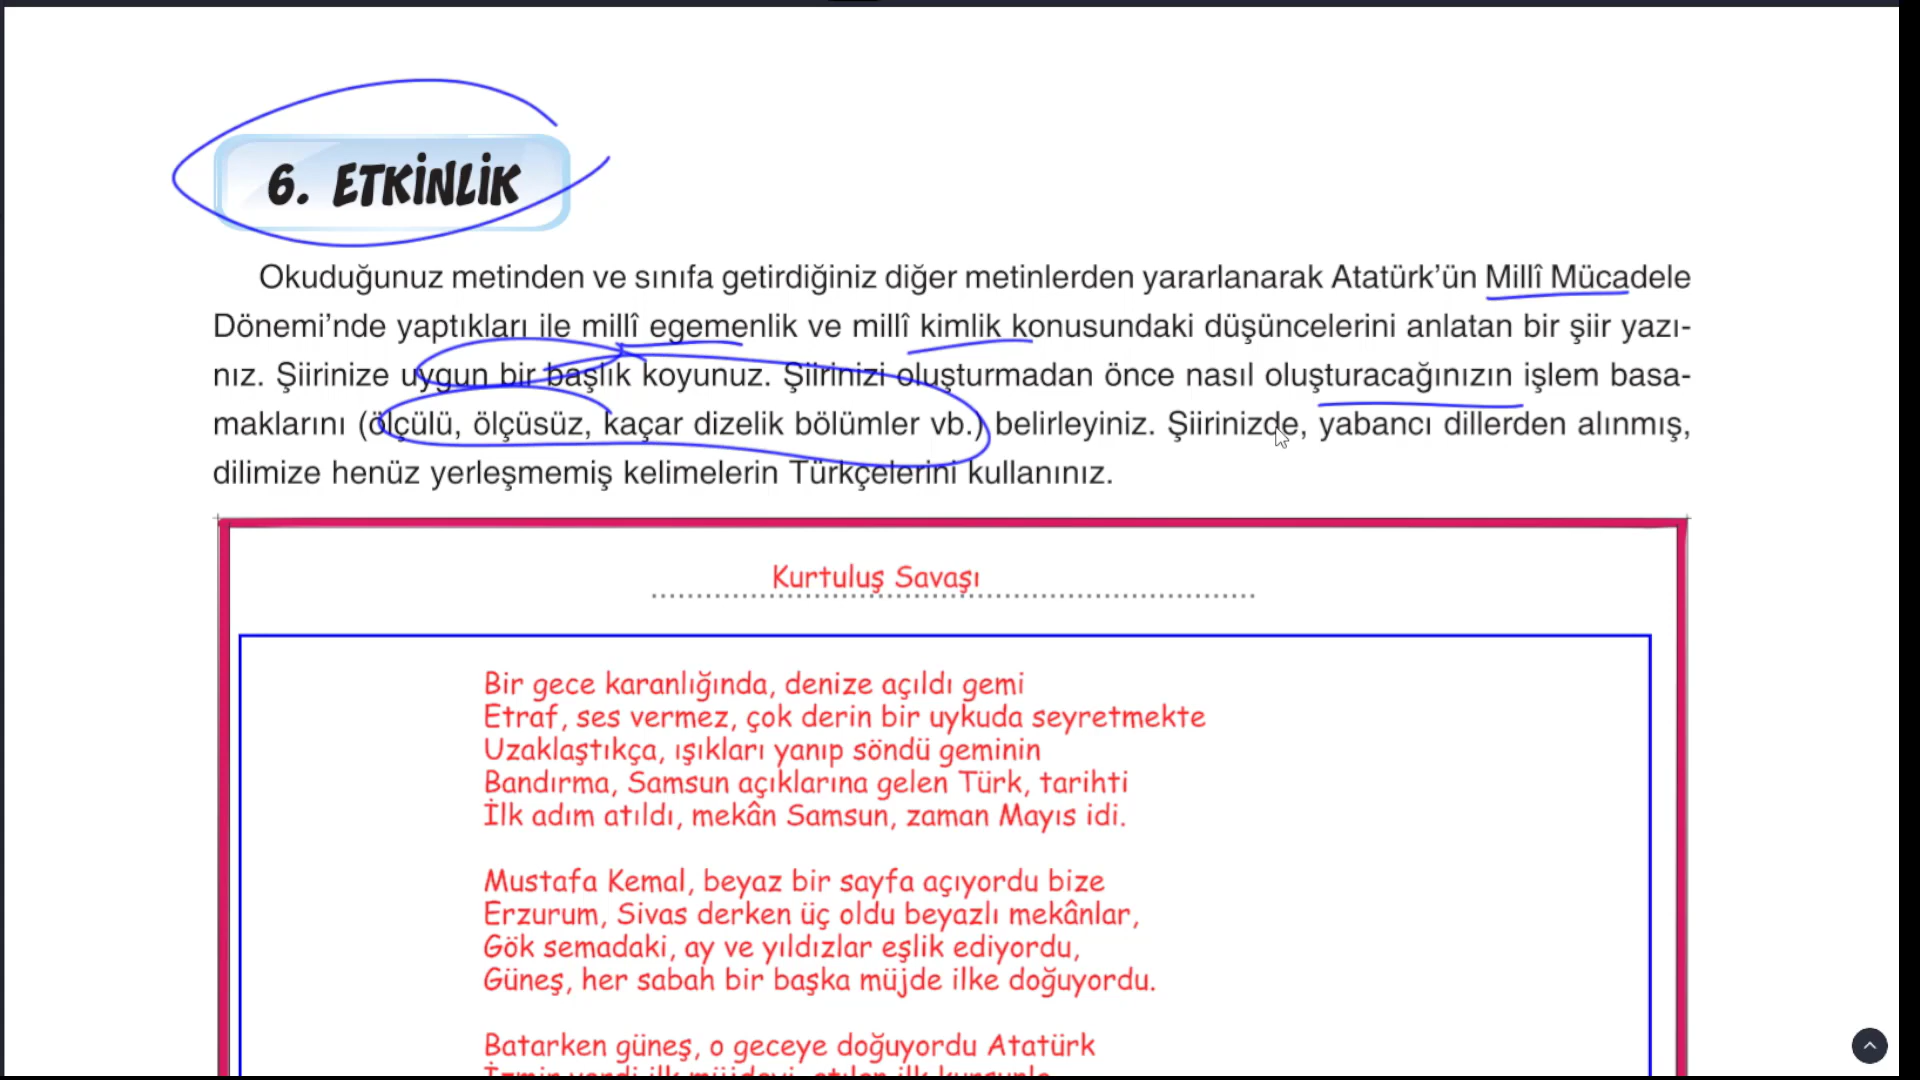 6. ETKİNLİK
Okuduğunuz metinden ve sınıfa getirdiğiniz diğer metinlerden yararlanarak Atatürk'ün Millî Mücadele
Dönemi'nde yaptıkları ile millî egemenlik ve millî kimlik konusundaki düşüncelerini anlatan bir şiir yazı-
nız. Şiirinize uygun bir başlık koyunuz. Şiirinizi oluşturmadan önce nasıl oluşturacağınızın işlem basa-
maklarını (ölçülü, ölçüsüz, kaçar dizelik bölümler vb.) belirleyiniz. Şiirinizde, yabancı dillerden alınmış,
dilimize henüz yerleşmemiş kelimelerin Türkçelerini kullanınız.
Kurtuluş Savaşı
Bir gece karanlığında, denize açıldı gemi
Etraf, ses vermez, çok derin bir uykuda seyretmekte
Uzaklaştıkça, ışıkları yanıp söndü geminin
Bandırma, Samsun açıklarına gelen Türk, tarihti
İlk adım atıldı, mekân Samsun, zaman Mayıs idi.
Mustafa Kemal, beyaz bir sayfa açıyordu bize
Erzurum, Sivas derken üç oldu beyazlı mekânlar,
Gök semadaki, ay ve yıldızlar eşlik ediyordu,
Güneş, her sabah bir başka müjde ilke doğuyordu.
Batarken güneş, o geceye doğuyordu Atatürk